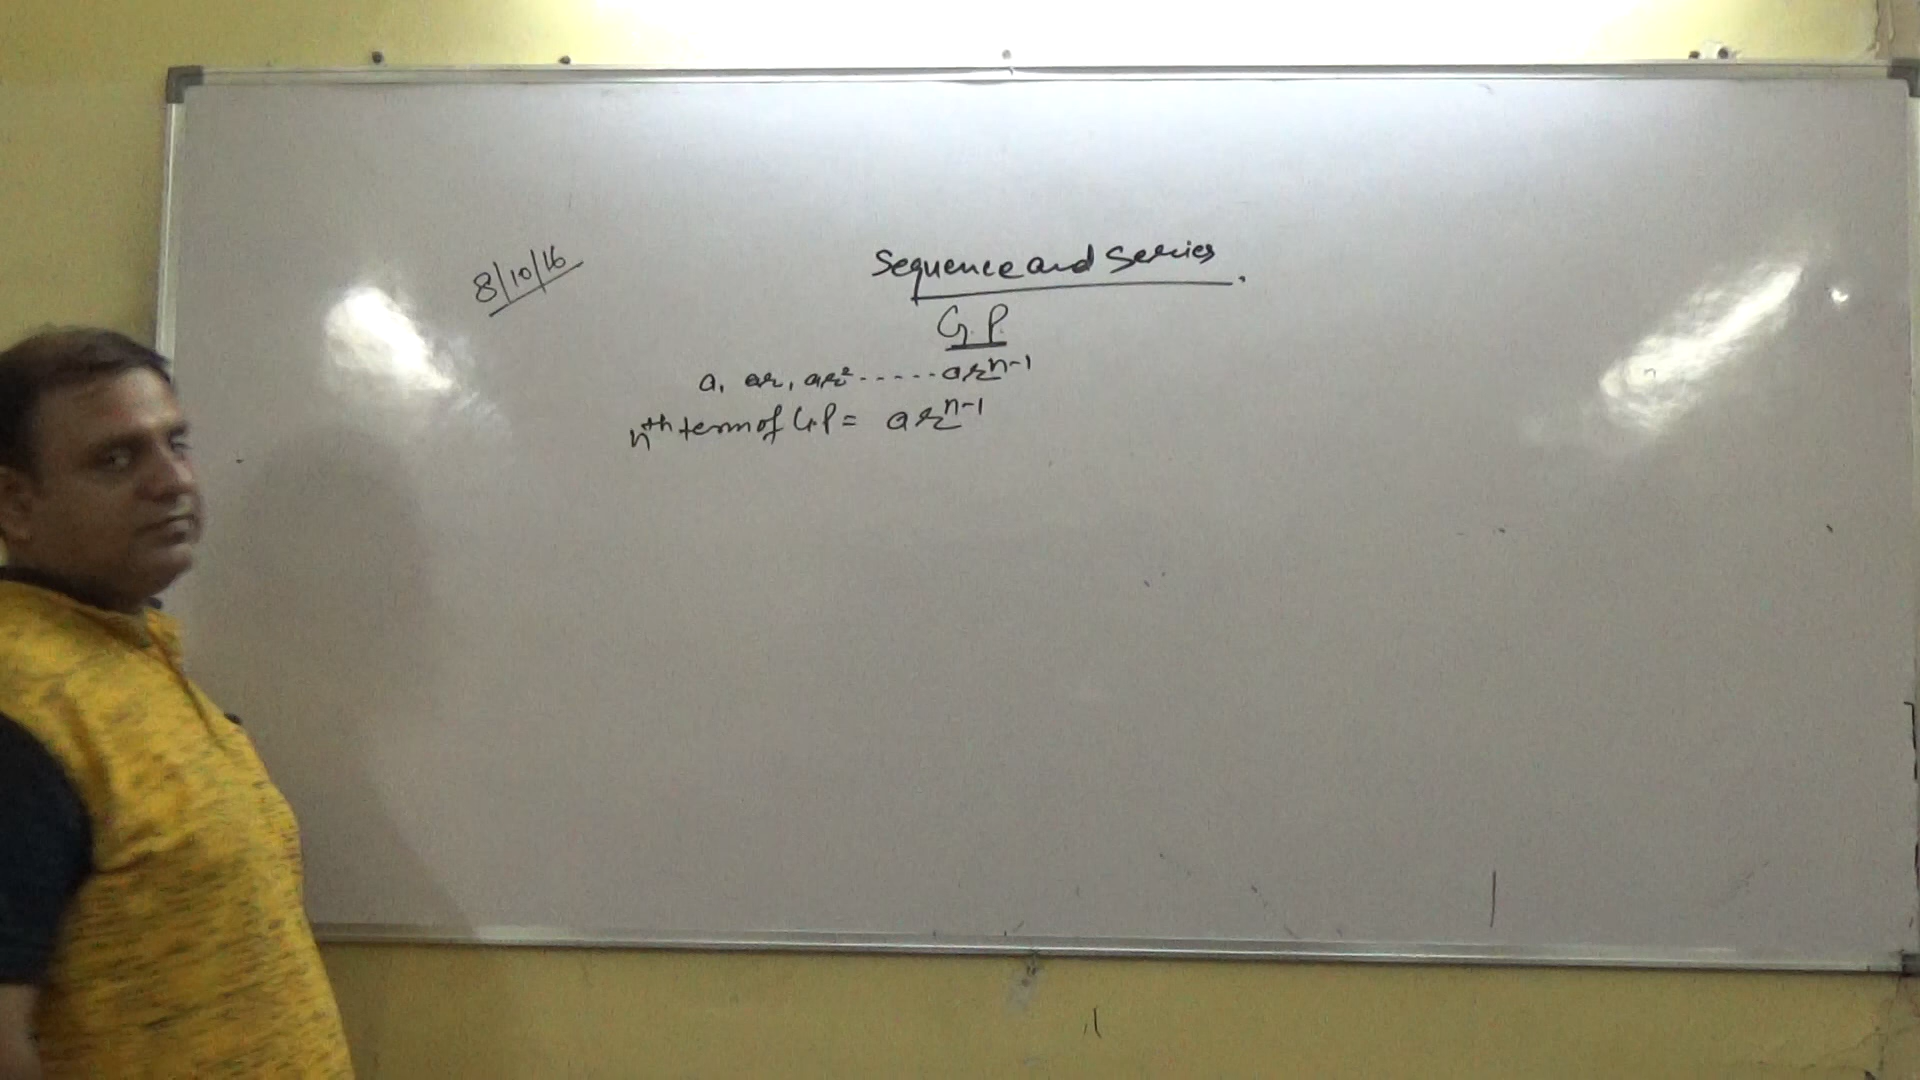 8/10/16
Sequence and Series.
G.P.
a, ar, ar² ..... arⁿ⁻¹
nᵗʰ term of G.P = arⁿ⁻¹